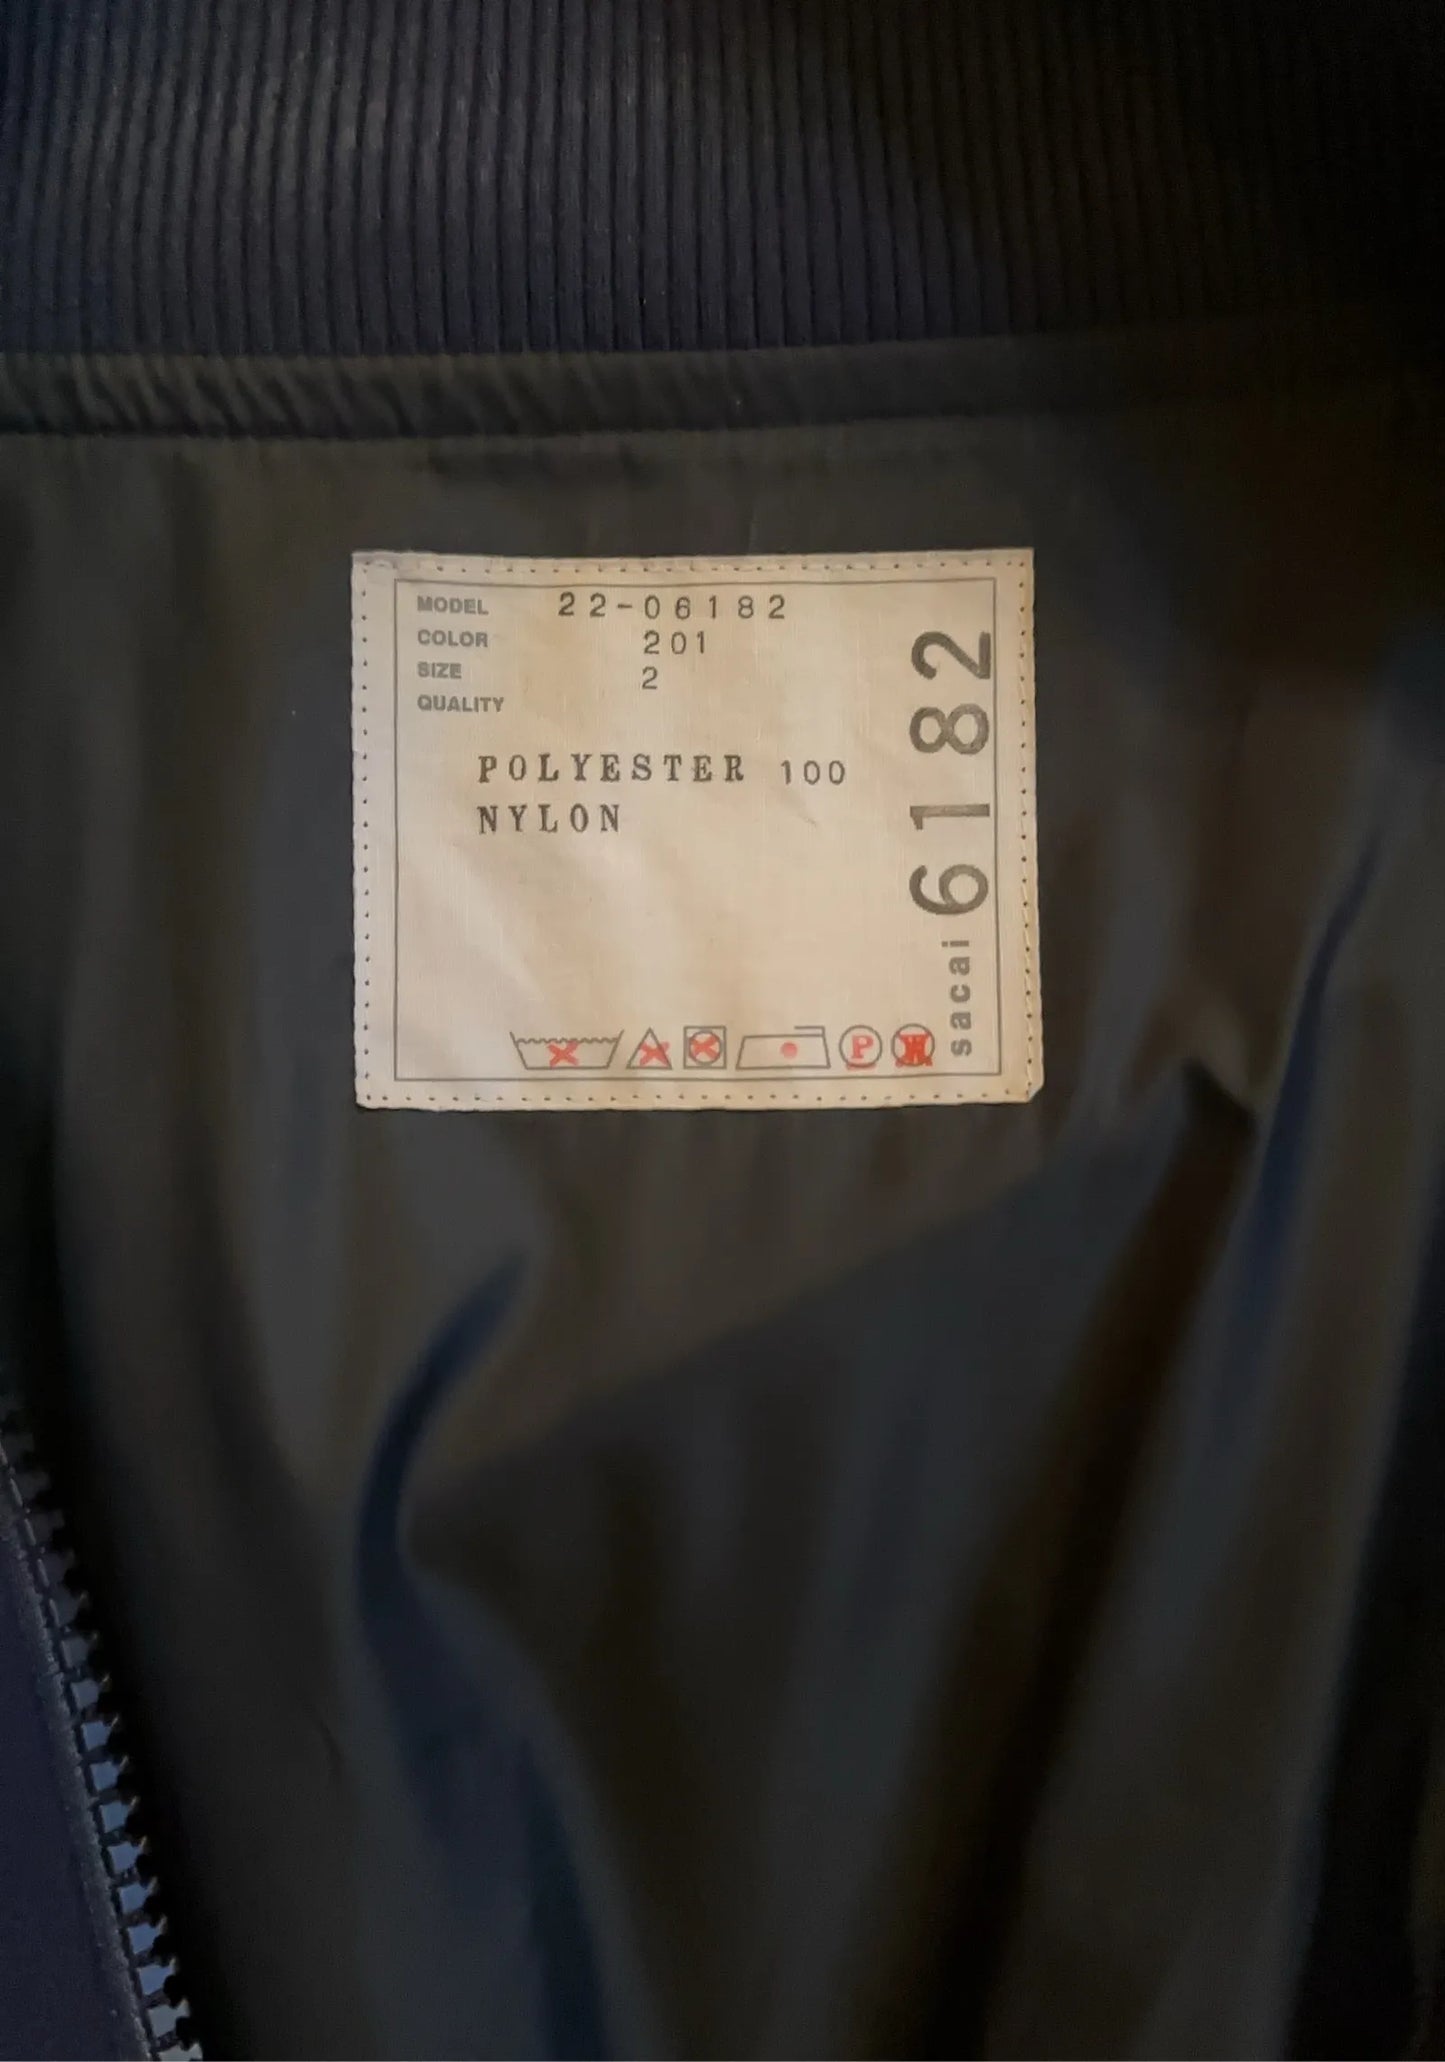 MODEL 22-06182
COLOR 201
SIZE 2
QUALITY
POLYESTER 100
NYLON
P W
sacai 6182